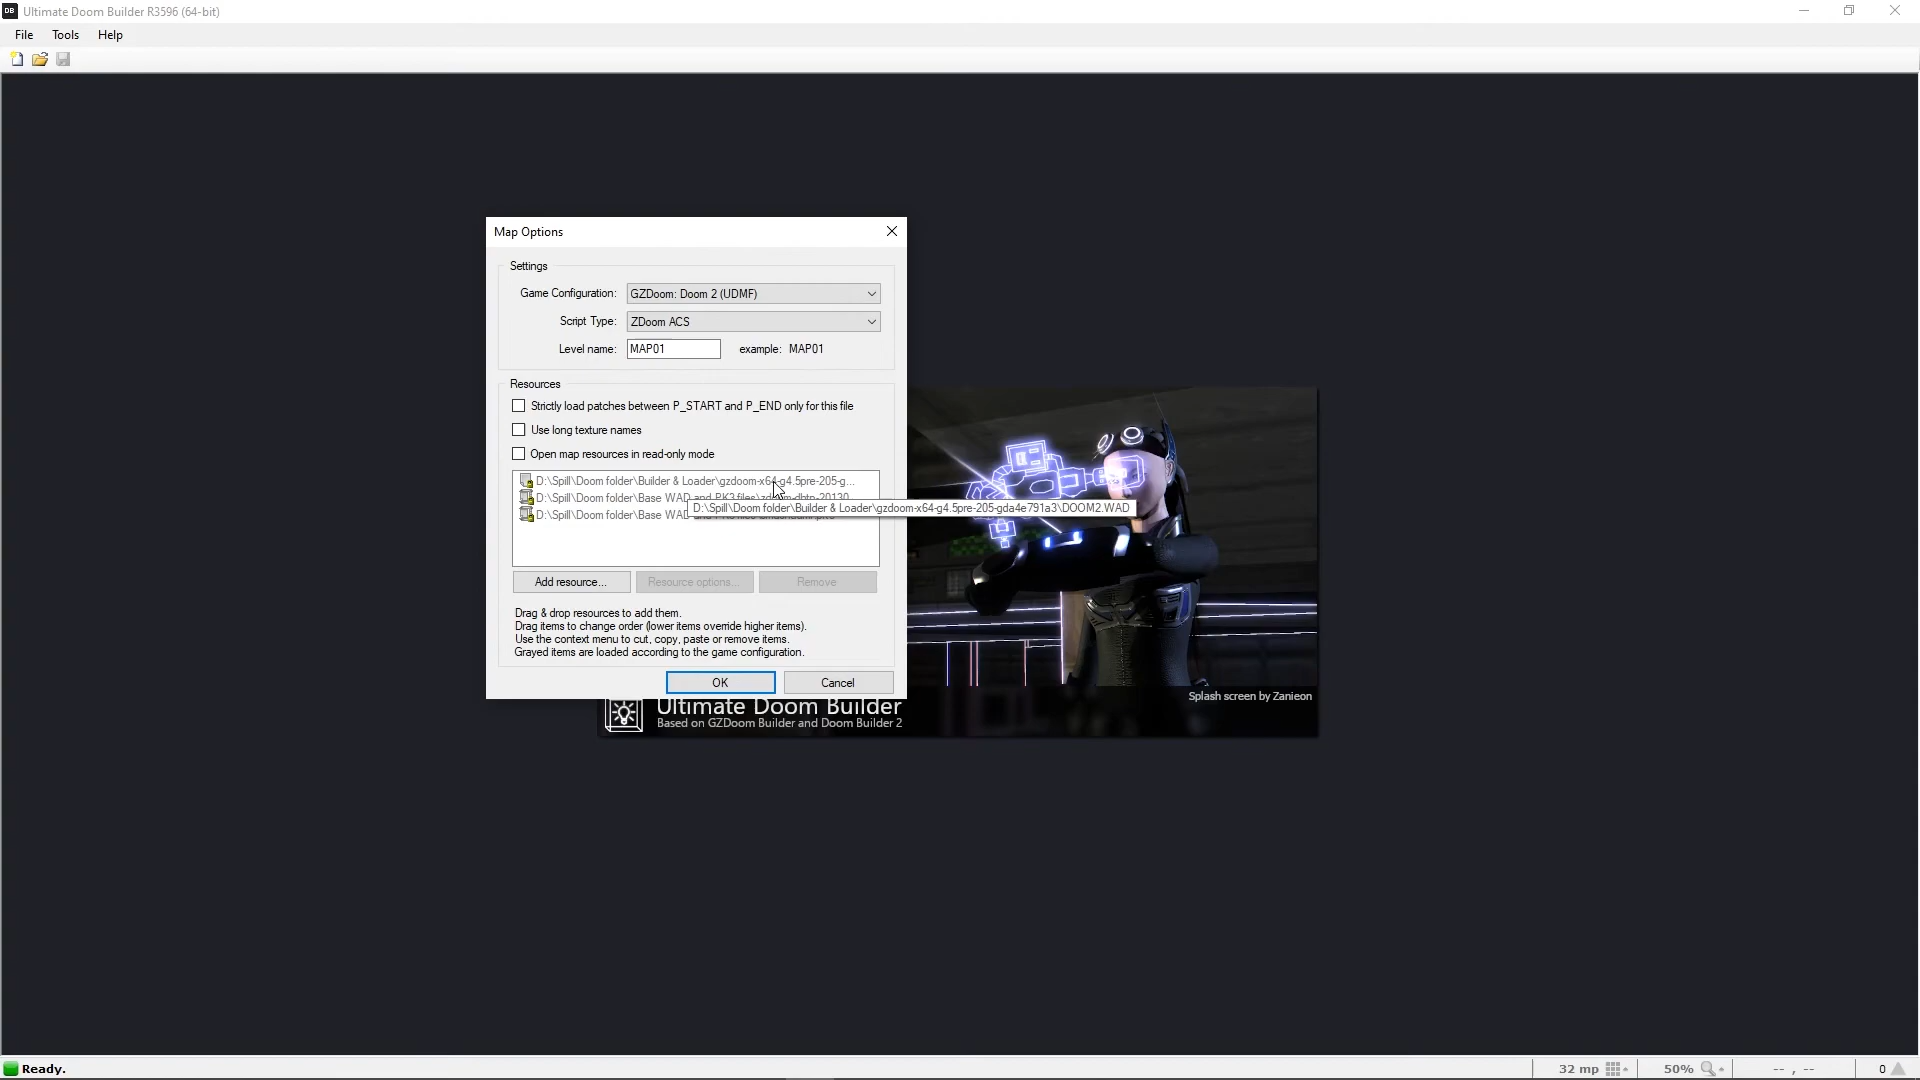 Ultimate Doom Builder R3596 (64-bit)
File Tools Help
Map Options
Settings
Game Configuration: GZDoom: Doom 2 (UDMF)
Script Type: ZDoom ACS
Level name: MAP01 example: MAP01
Resources
Strictly load patches between P_START and P_END only for this file
Use long texture names
Open map resources in read-only mode
D:\Spill\Doom folder\Builder & Loader\gzdoom-x64-g4.5pre-205-g...
D:\Spill\Doom folder\Base WAD and PK3 files\zdoom-dhtp-20130
D:\Spill\Doom folder\Builder & Loader\gzdoom-x64-g4.5pre-205-gda4e791a3\DOOM2.WAD
D:\Spill\Doom folder\Base WAD
Add resource... Resource options... Remove
Drag & drop resources to add them.
Drag items to change order (lower items override higher items).
Use the context menu to cut, copy, paste or remove items.
Grayed items are loaded according to the game configuration.
OK Cancel
Splash screen by Zanieon
Ultimate Doom Builder
Based on GZDoom Builder and Doom Builder 2
Ready. 32 mp 50% -- , -- 0